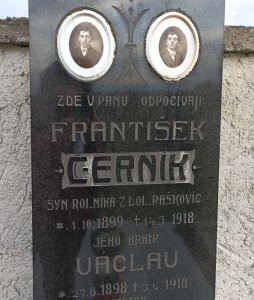 ZDE V PÁNU ODPOČÍVAJÍ
FRANTIŠEK
ČERNÍK
SYN ROLNÍKA Z DOL. RAŠKOVIC
* 1.10.1899 + 14.3.1918
JEHO BRATR
VÁCLAV
* 27.6.1898 + 3.4.1918